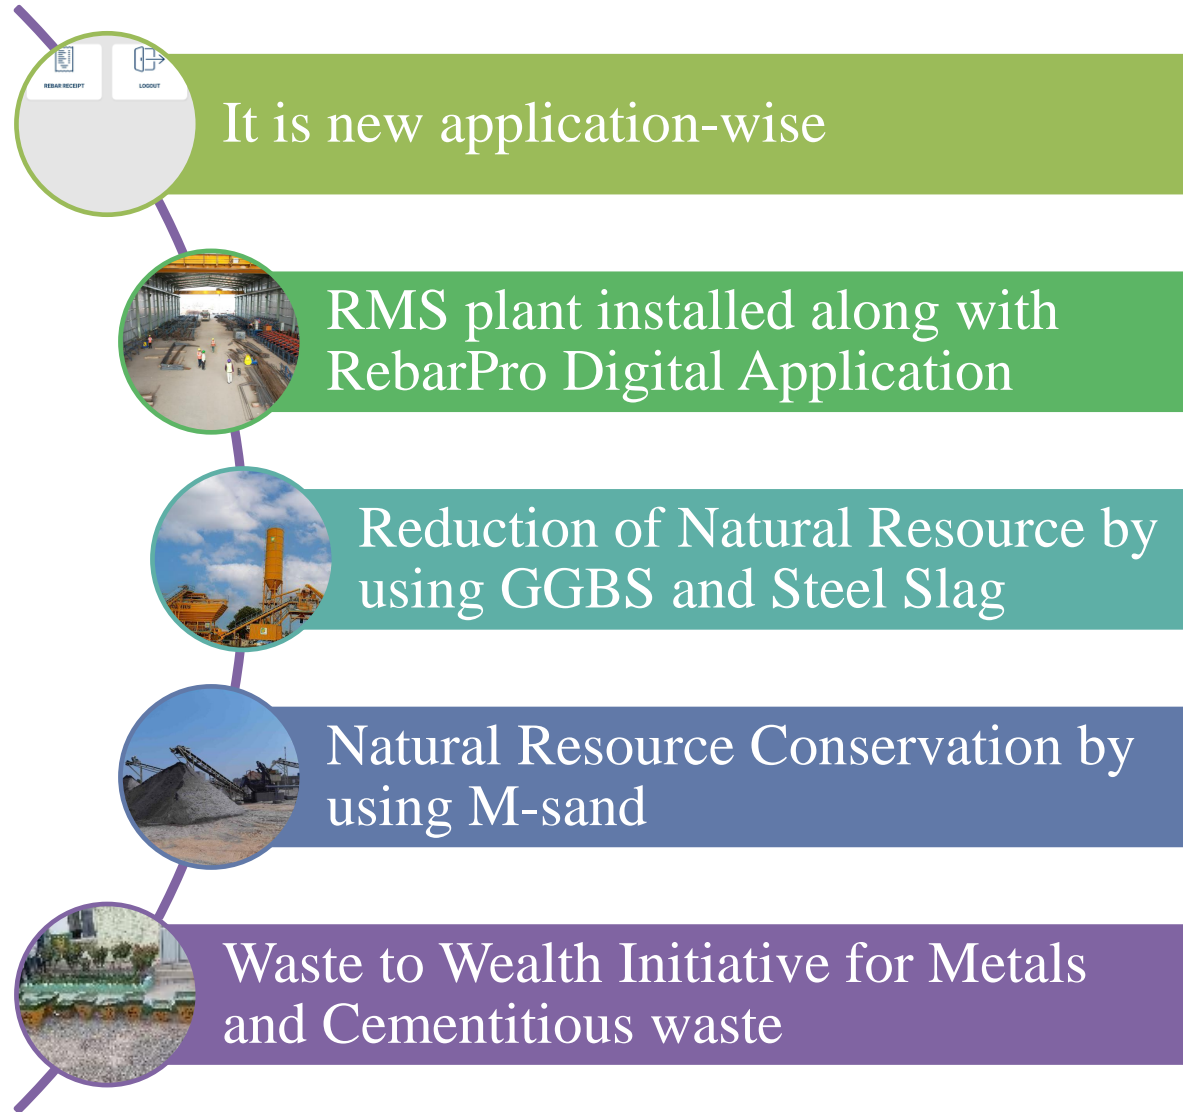 REBAR RECEIPT
LOGOUT
It is new application-wise
RMS plant installed along with
RebarPro Digital Application
Reduction of Natural Resource by
using GGBS and Steel Slag
Natural Resource Conservation by
using M-sand
Waste to Wealth Initiative for Metals
and Cementitious waste